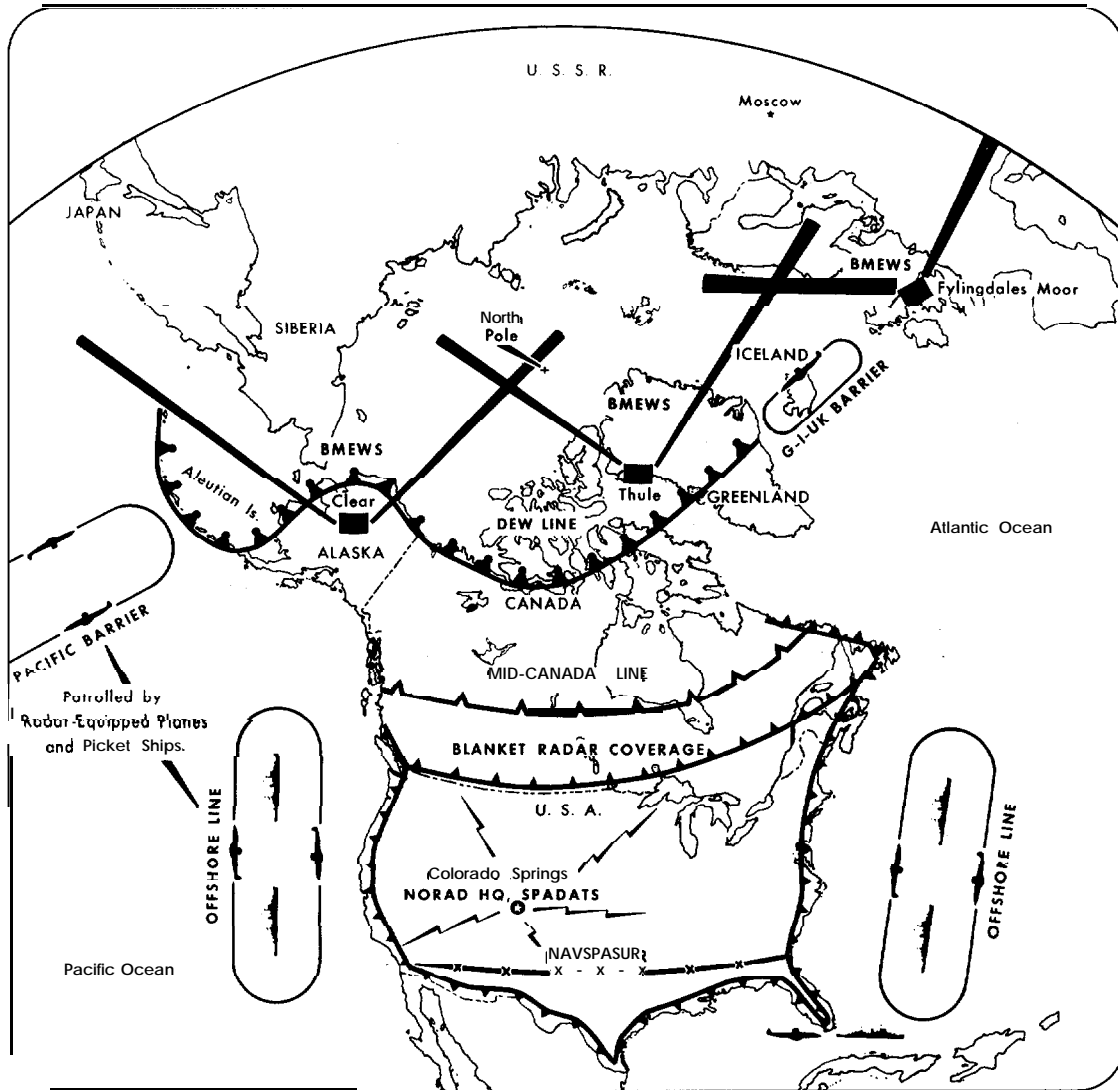 U. S. S. R.
Moscow
JAPAN
BMEWS
Fylingdales Moor
SIBERIA
North
Pole
ICELAND
BMEWS
G-I-UK BARRIER
BMEWS
Aleutian Is.
Clear
Thule
GREENLAND
DEW LINE
Atlantic Ocean
ALASKA
CANADA
PACIFIC BARRIER
MID-CANADA LINE
Patrolled by
Radar-Equipped Planes
and Picket Ships.
BLANKET RADAR COVERAGE
U. S. A.
OFFSHORE LINE
OFFSHORE LINE
Colorado Springs
NORAD HQ, SPADATS
NAVSPASUR
X - X - X
Pacific Ocean